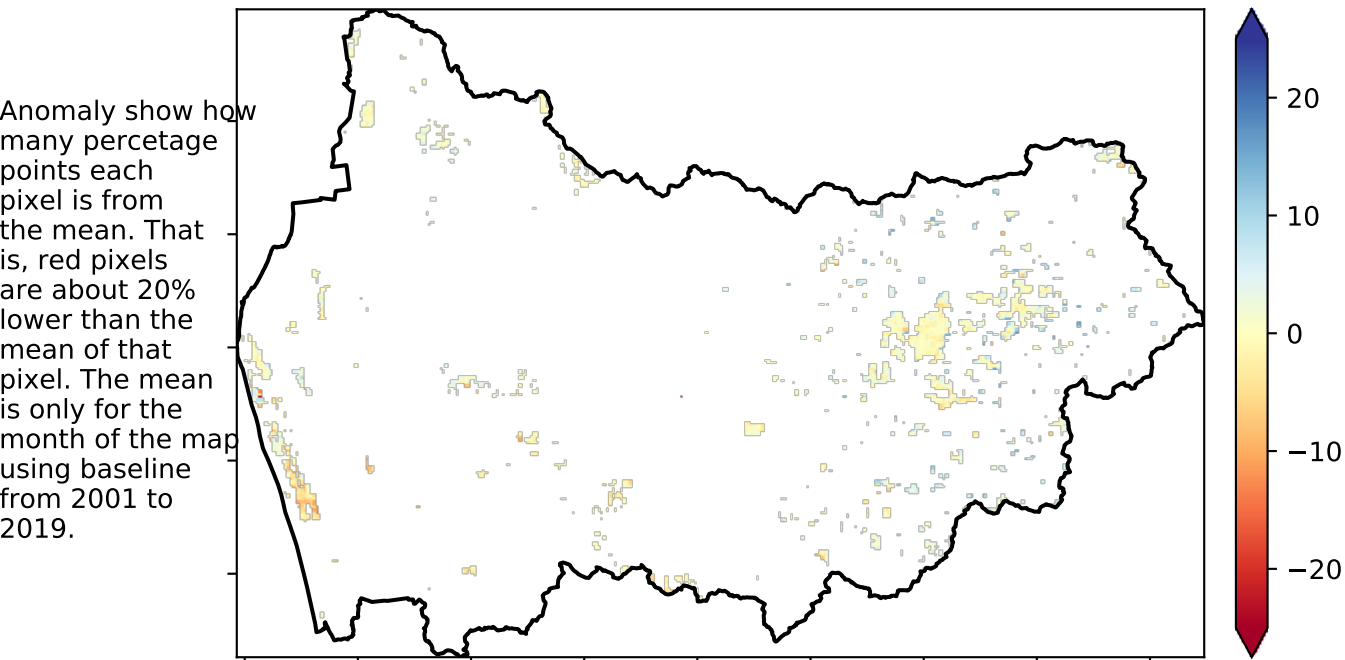 Anomaly show how
many percetage
points each
pixel is from
the mean. That
is, red pixels
are about 20%
lower than the
mean of that
pixel. The mean
is only for the
month of the map
using baseline
from 2001 to
2019.
20
10
0
−10
−20